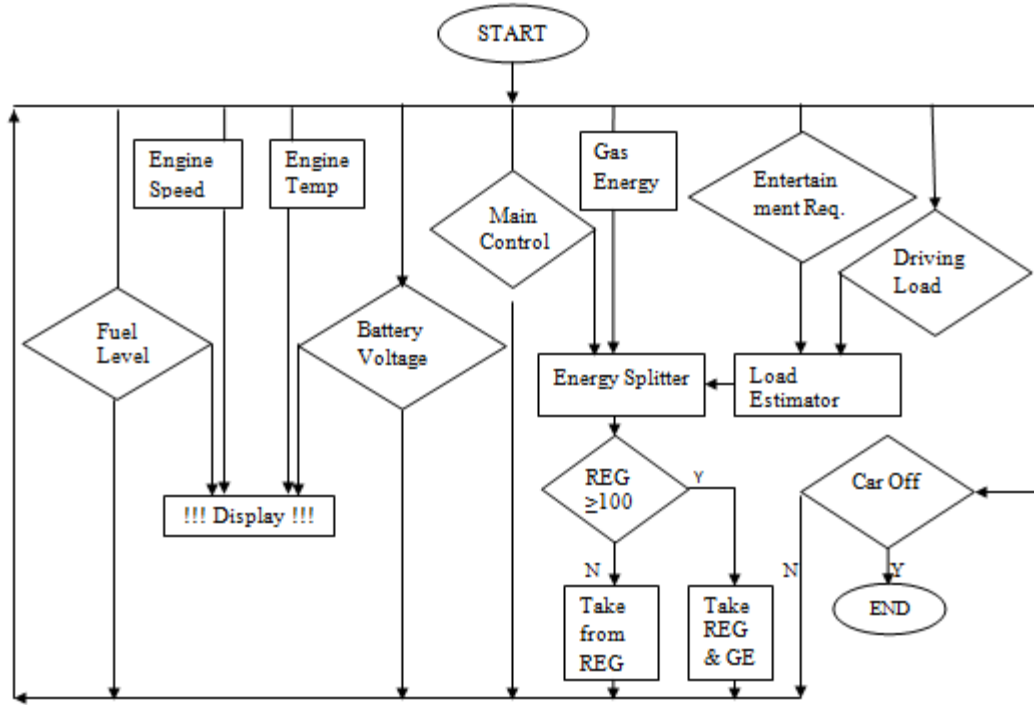 START
Engine
Speed
Engine
Temp
Gas
Energy
Entertain
ment Req.
Main
Control
Driving
Load
Fuel
Level
Battery
Voltage
Energy Splitter
Load
Estimator
REG
≥100
Y
Car Off
!!! Display !!!
N
N
Y
Take
from
REG
Take
REG
& GE
END